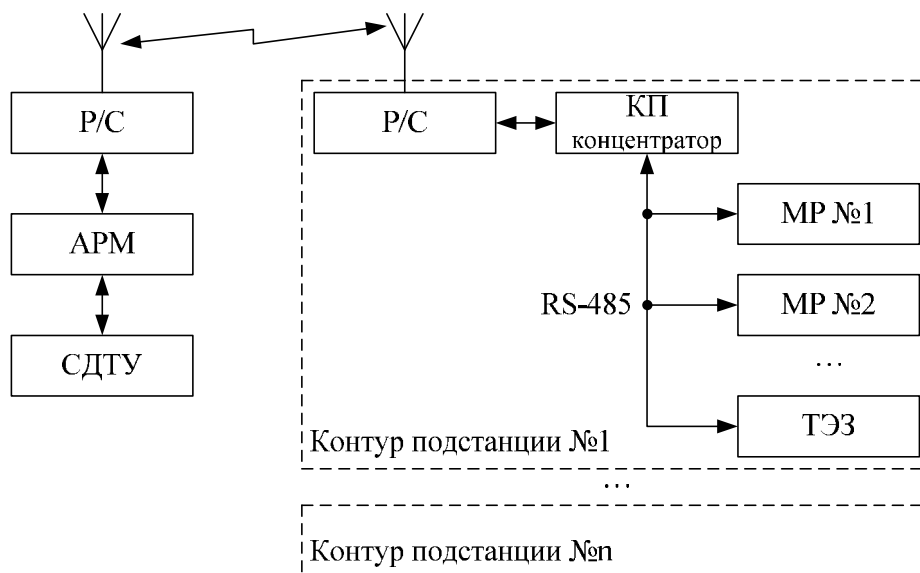 Р/С
АРМ
СДТУ
Р/С
КП
концентратор
МР №1
RS-485
МР №2
...
ТЭЗ
Контур подстанции №1
...
Контур подстанции №n